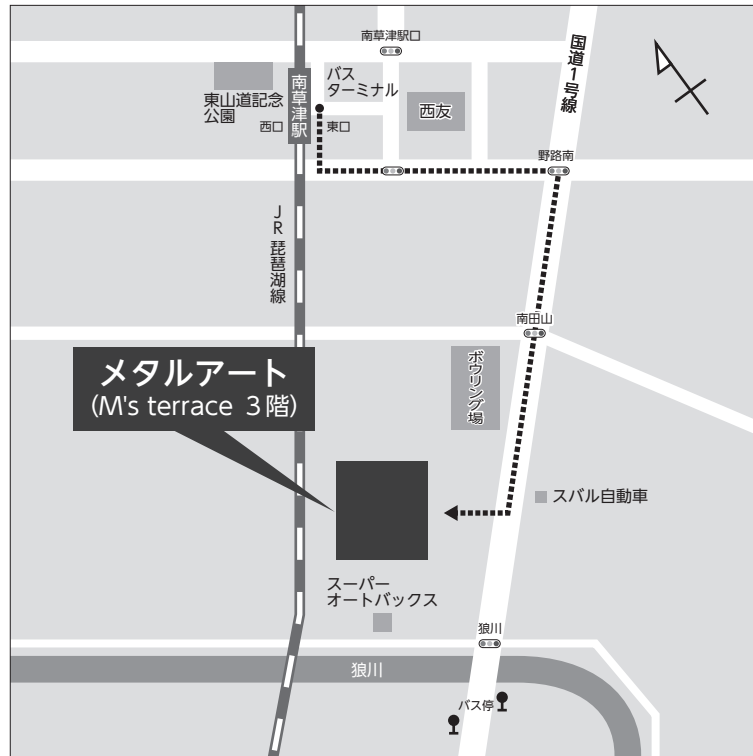 南草津駅口
国道1号線
バス
ターミナル
東山道記念
公園
南草津駅
西友
西口
東口
野路南
JR琵琶湖線
南田山
メタルアート
(M's terrace 3階)
ボウリング場
スバル自動車
スーパー
オートバックス
狼川
狼川
バス停